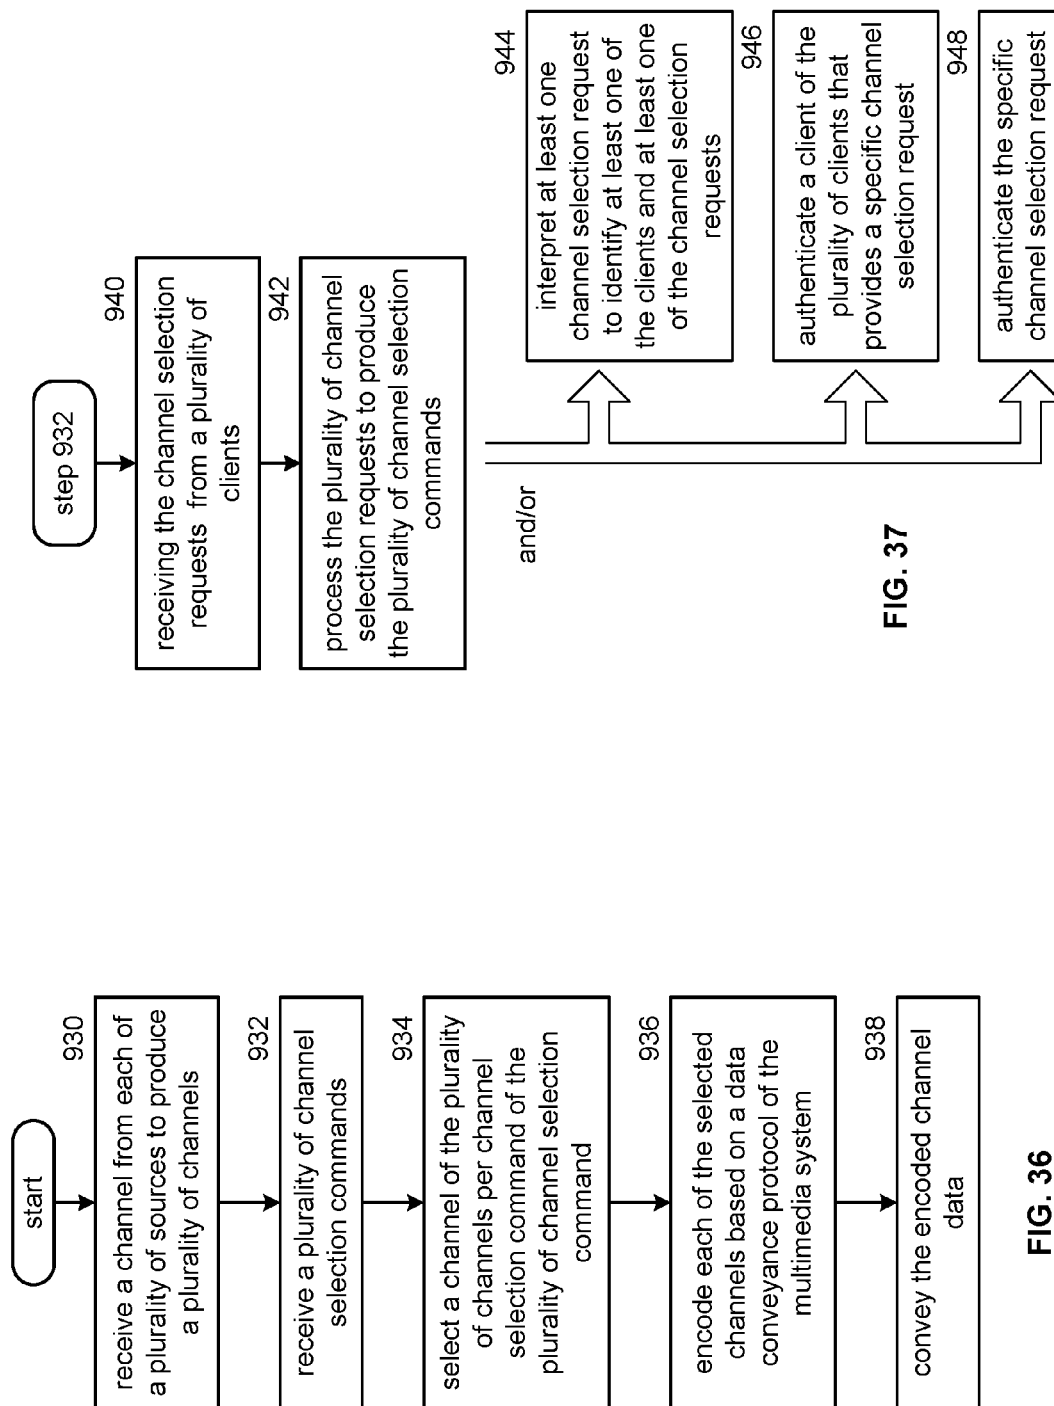 start
930
receive a channel from each of
a plurality of sources to produce
a plurality of channels
932
receive a plurality of channel
selection commands
934
select a channel of the plurality
of channels per channel
selection command of the
plurality of channel selection
command
936
encode each of the selected
channels based on a data
conveyance protocol of the
multimedia system
938
convey the encoded channel
data
FIG. 36
step 932
940
receiving the channel selection
requests from a plurality of
clients
942
process the plurality of channel
selection requests to produce
the plurality of channel selection
commands
and/or
944
interpret at least one
channel selection request
to identify at least one of
the clients and at least one
of the channel selection
requests
946
authenticate a client of the
plurality of clients that
provides a specific channel
selection request
948
authenticate the specific
channel selection request
FIG. 37